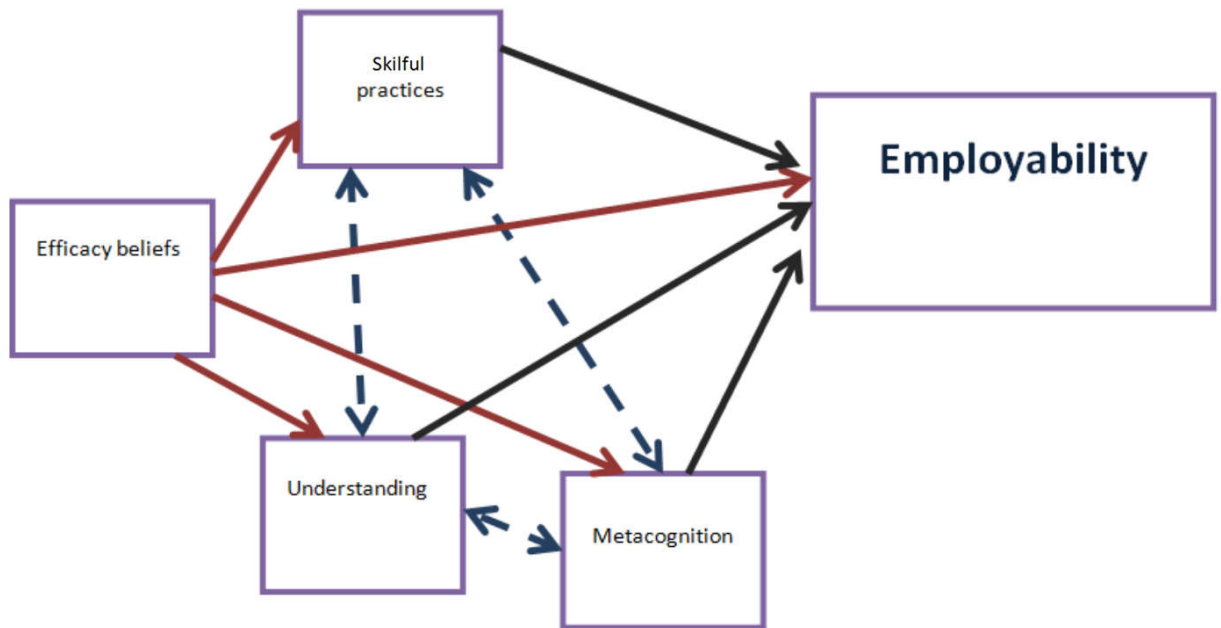 Skilful
practices
Employability
Efficacy beliefs
Understanding
Metacognition